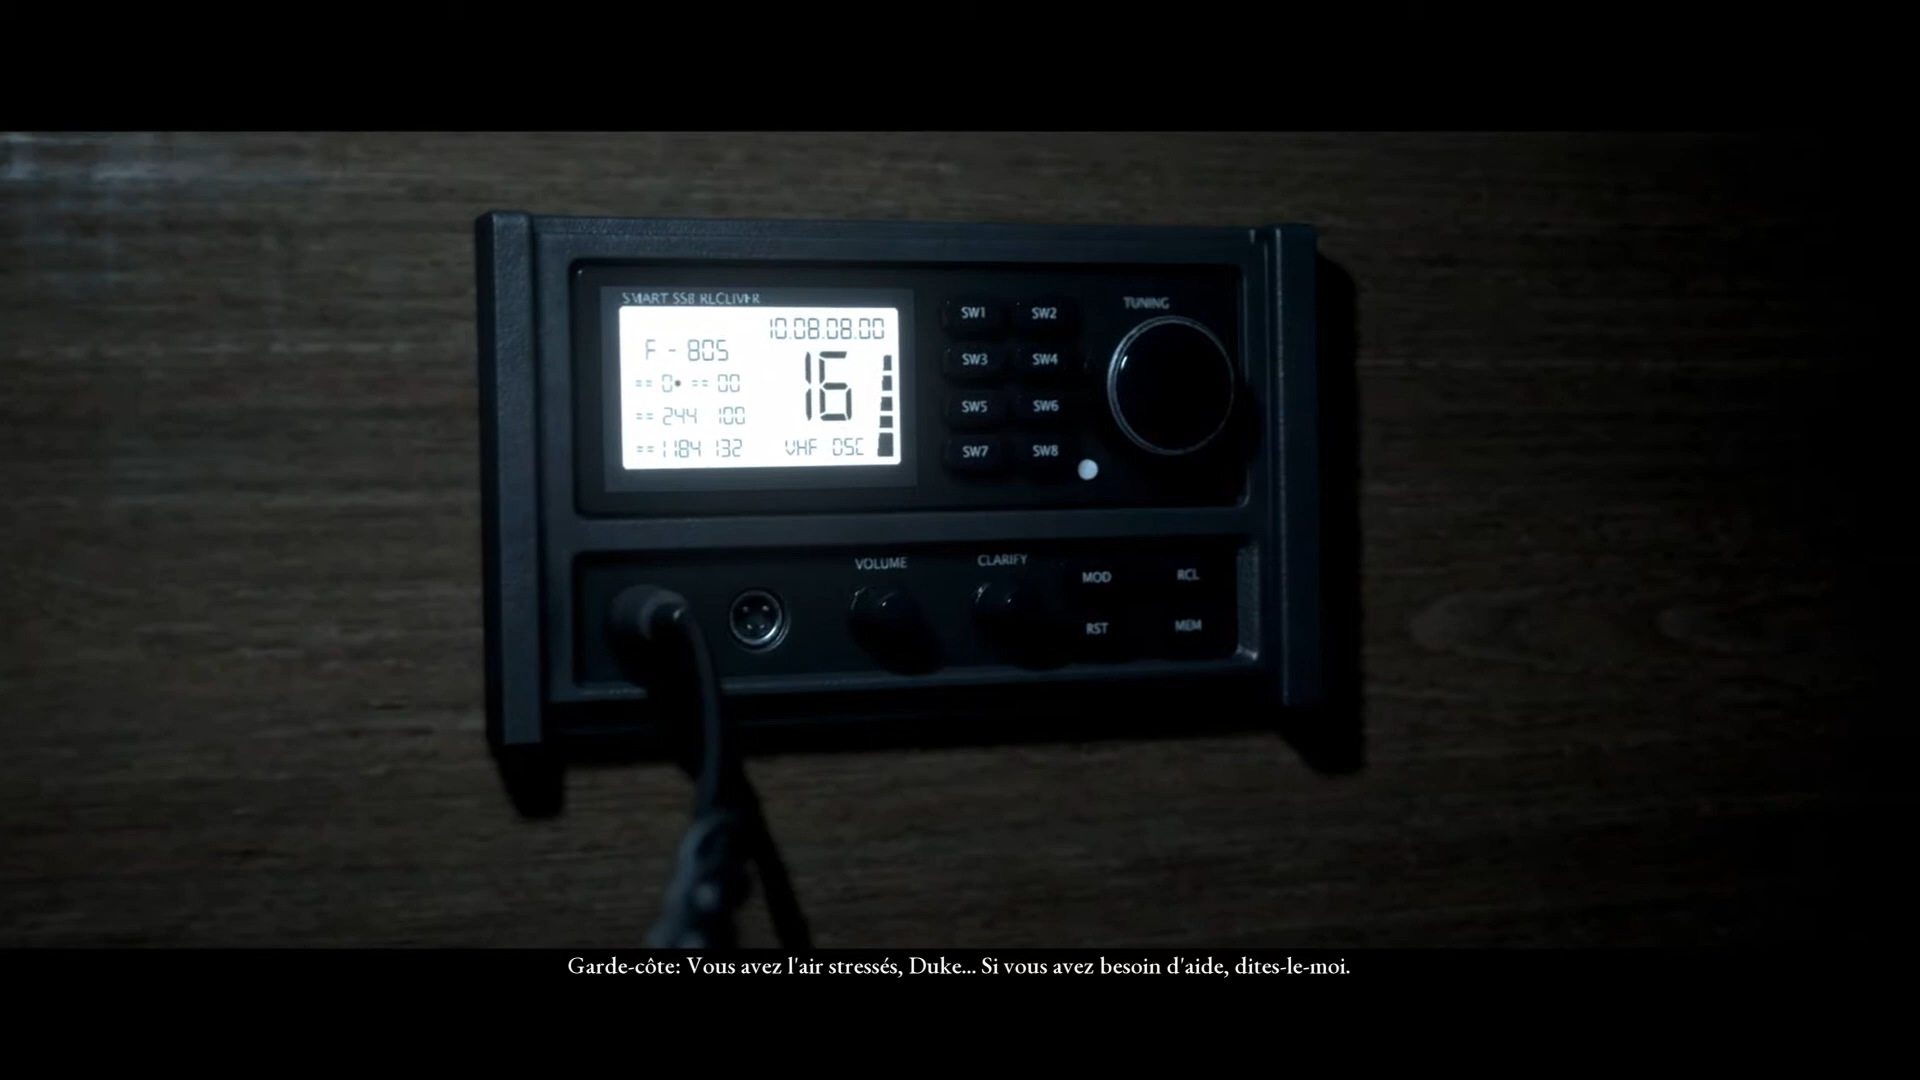 SMART SSB RECEIVER
10:08.08.00
F - 805
16
== 0• == 00
== 244 100
== 1184 132
VHF DSC
SW1 SW2
SW3 SW4
SW5 SW6
SW7 SW8
TUNING
VOLUME
CLARIFY
MOD
RCL
RST
MEM
Garde-côte: Vous avez l'air stressés, Duke... Si vous avez besoin d'aide, dites-le-moi.